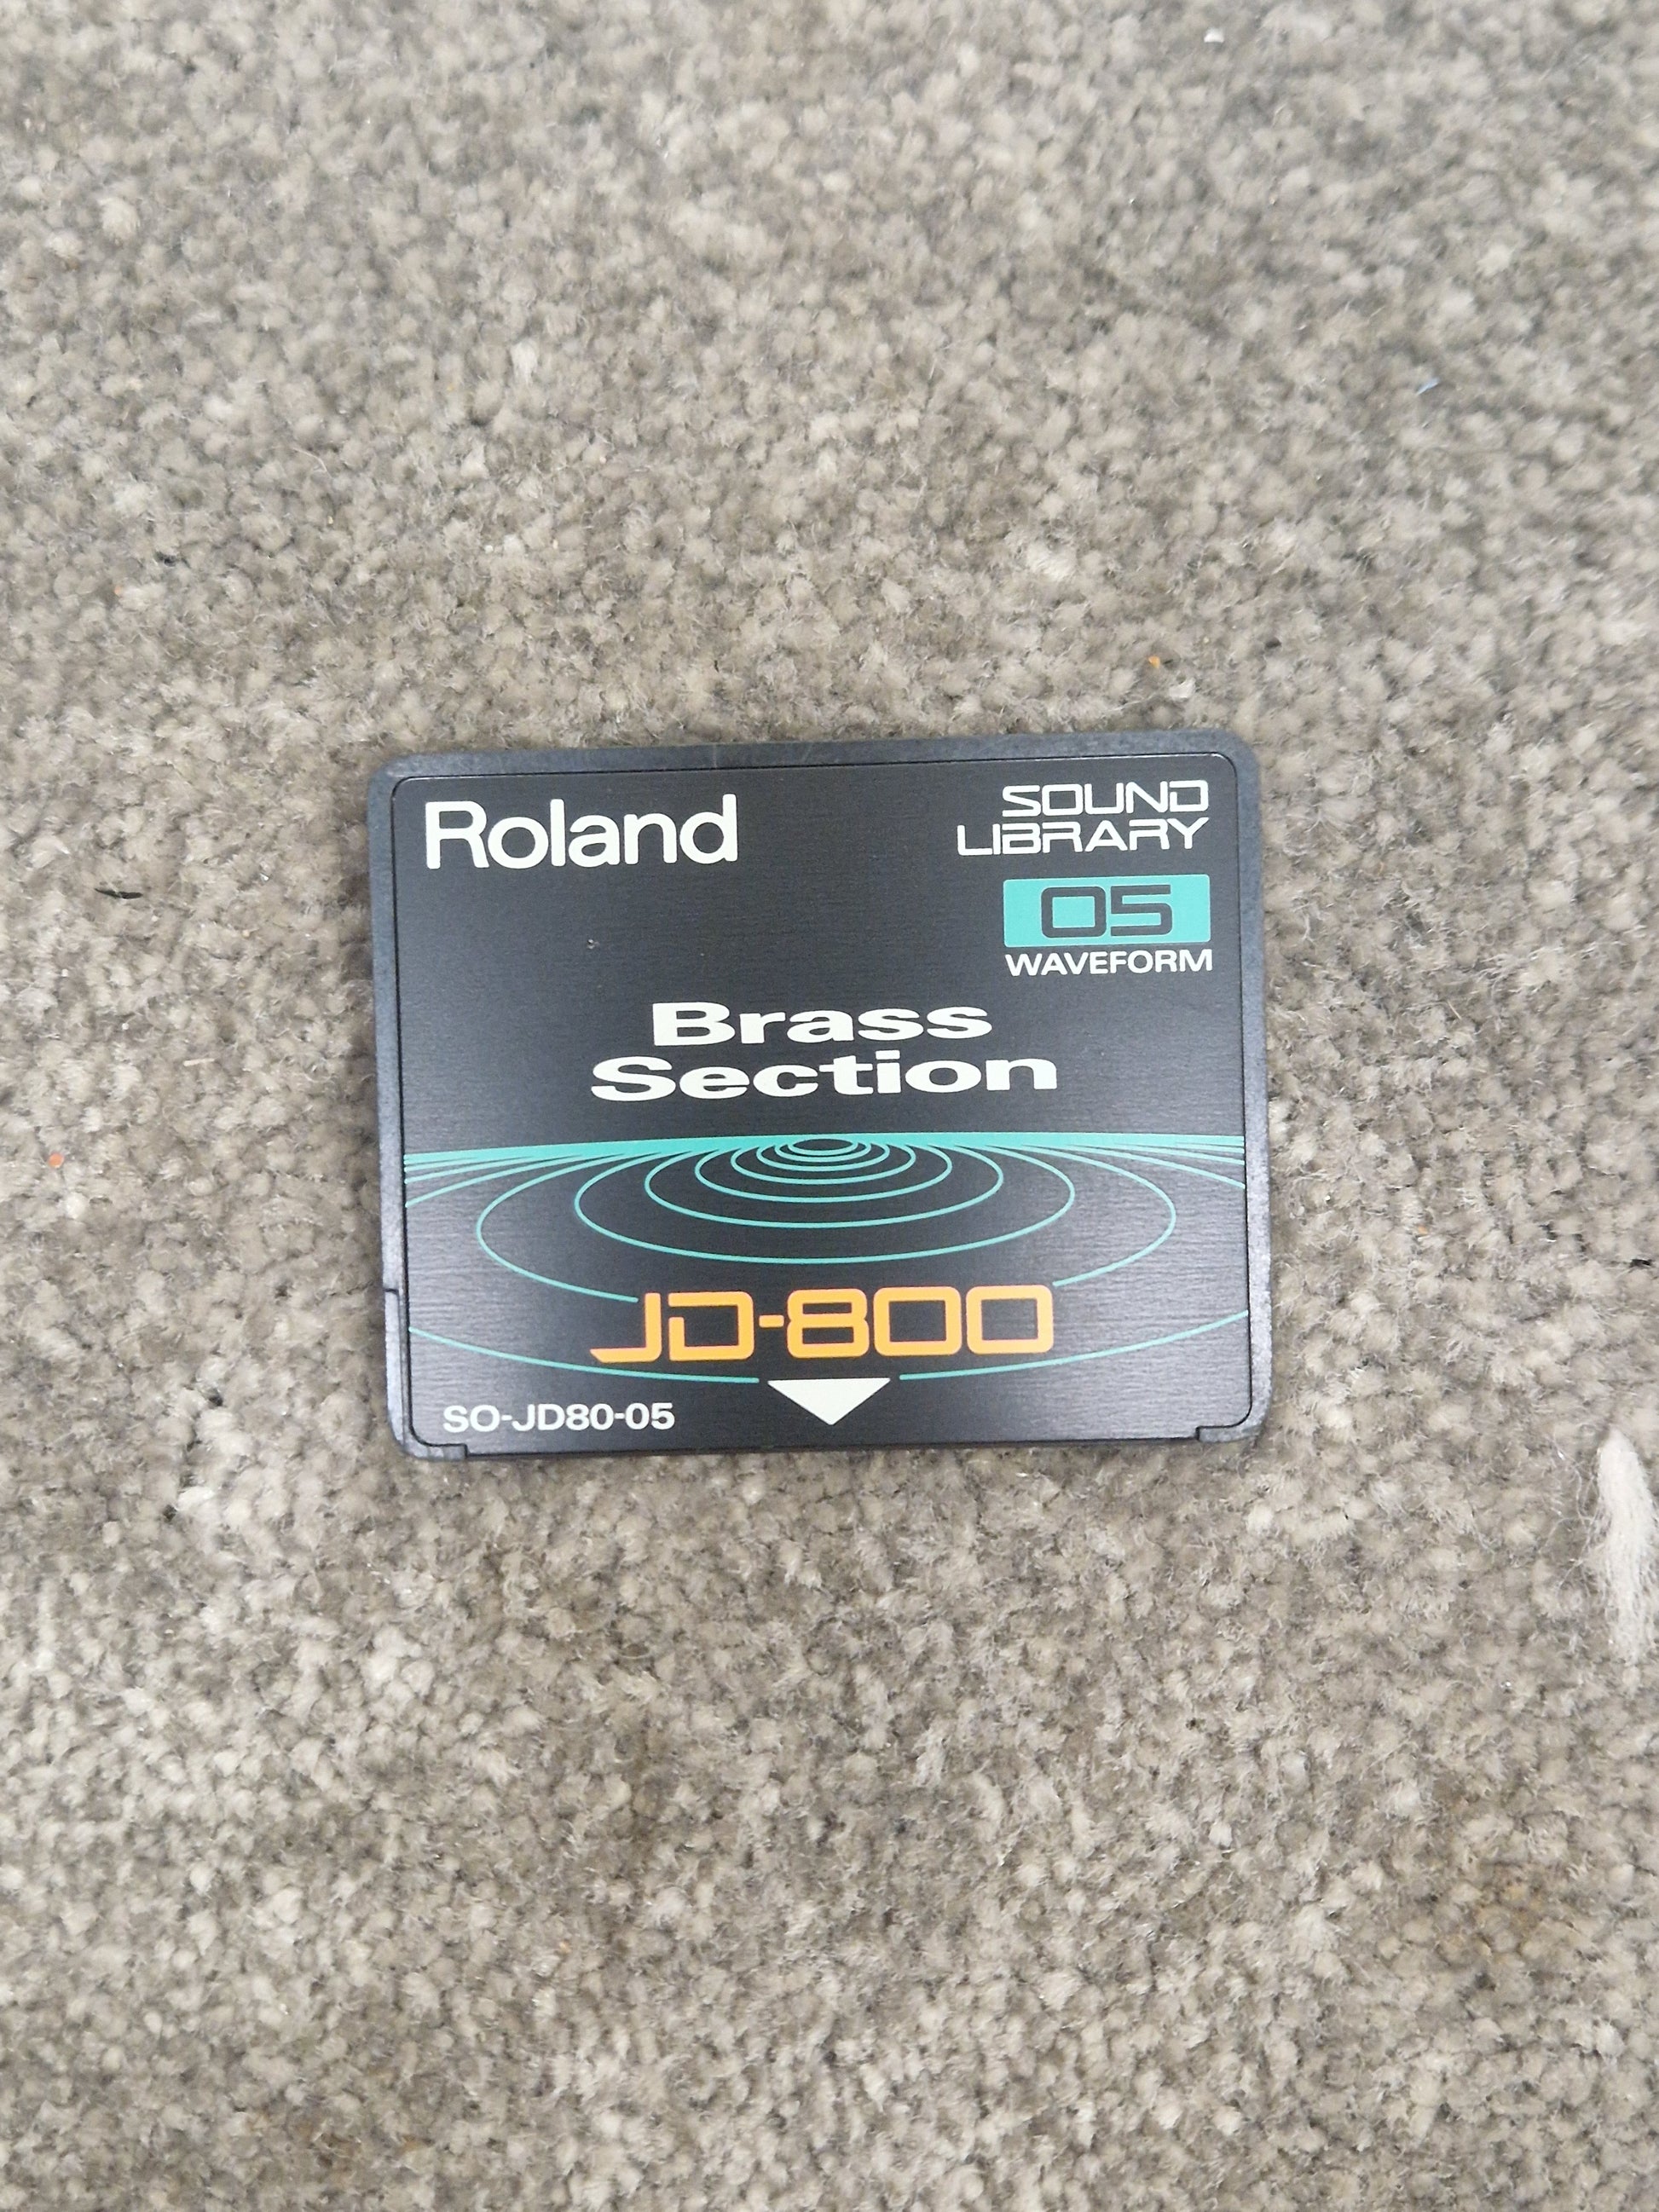 Roland
SOUND
LIBRARY
05
WAVEFORM
Brass
Section
JD-800
SO-JD80-05